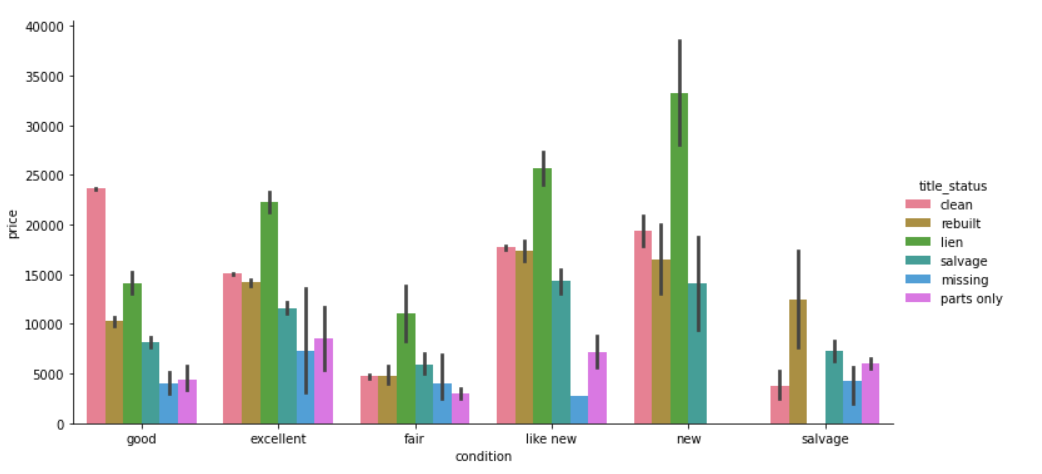 40000
35000
30000
25000
20000
15000
10000
5000
0
price
good excellent fair like new new salvage
condition
title_status
clean
rebuilt
lien
salvage
missing
parts only